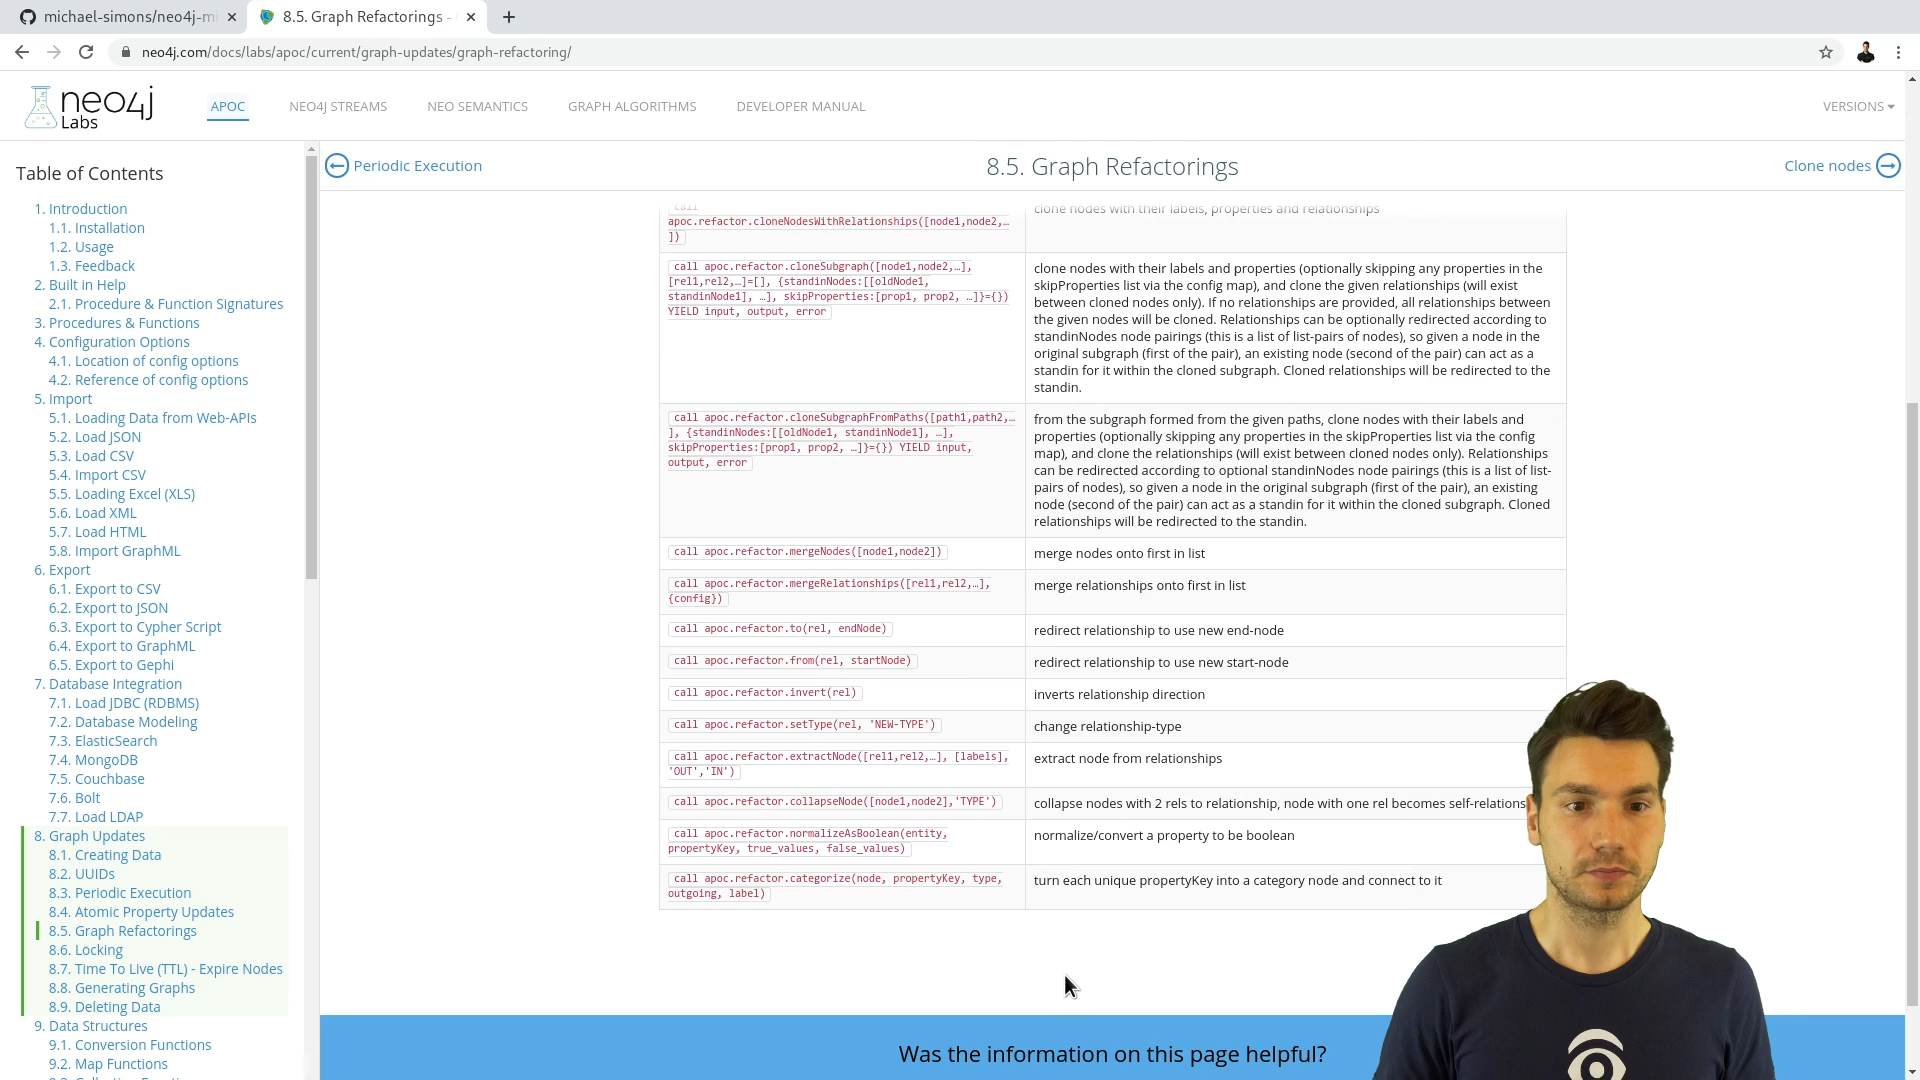 michael-simons/neo4j-mi
8.5. Graph Refactorings -
neo4j.com/docs/labs/apoc/current/graph-updates/graph-refactoring/
neo4j
Labs
APOC
NEO4J STREAMS
NEO SEMANTICS
GRAPH ALGORITHMS
DEVELOPER MANUAL
VERSIONS
Table of Contents
1. Introduction
1.1. Installation
1.2. Usage
1.3. Feedback
2. Built in Help
2.1. Procedure & Function Signatures
3. Procedures & Functions
4. Configuration Options
4.1. Location of config options
4.2. Reference of config options
5. Import
5.1. Loading Data from Web-APIs
5.2. Load JSON
5.3. Load CSV
5.4. Import CSV
5.5. Loading Excel (XLS)
5.6. Load XML
5.7. Load HTML
5.8. Import GraphML
6. Export
6.1. Export to CSV
6.2. Export to JSON
6.3. Export to Cypher Script
6.4. Export to GraphML
6.5. Export to Gephi
7. Database Integration
7.1. Load JDBC (RDBMS)
7.2. Database Modeling
7.3. ElasticSearch
7.4. MongoDB
7.5. Couchbase
7.6. Bolt
7.7. Load LDAP
8. Graph Updates
8.1. Creating Data
8.2. UUIDs
8.3. Periodic Execution
8.4. Atomic Property Updates
8.5. Graph Refactorings
8.6. Locking
8.7. Time To Live (TTL) - Expire Nodes
8.8. Generating Graphs
8.9. Deleting Data
9. Data Structures
9.1. Conversion Functions
9.2. Map Functions
Periodic Execution
8.5. Graph Refactorings
Clone nodes
call
apoc.refactor.cloneNodesWithRelationships([node1,node2,…
])
clone nodes with their labels, properties and relationships
call apoc.refactor.cloneSubgraph([node1,node2,…],
[rel1,rel2,…]=[], {standinNodes:[[oldNode1,
standinNode1], …], skipProperties:[prop1, prop2, …]}={})
YIELD input, output, error
clone nodes with their labels and properties (optionally skipping any properties in the
skipProperties list via the config map), and clone the given relationships (will exist
between cloned nodes only). If no relationships are provided, all relationships between
the given nodes will be cloned. Relationships can be optionally redirected according to
standinNodes node pairings (this is a list of list-pairs of nodes), so given a node in the
original subgraph (first of the pair), an existing node (second of the pair) can act as a
standin for it within the cloned subgraph. Cloned relationships will be redirected to the
standin.
call apoc.refactor.cloneSubgraphFromPaths([path1,path2,…
], {standinNodes:[[oldNode1, standinNode1], …],
skipProperties:[prop1, prop2, …]}={}) YIELD input,
output, error
from the subgraph formed from the given paths, clone nodes with their labels and
properties (optionally skipping any properties in the skipProperties list via the config
map), and clone the relationships (will exist between cloned nodes only). Relationships
can be redirected according to optional standinNodes node pairings (this is a list of list-
pairs of nodes), so given a node in the original subgraph (first of the pair), an existing
node (second of the pair) can act as a standin for it within the cloned subgraph. Cloned
relationships will be redirected to the standin.
call apoc.refactor.mergeNodes([node1,node2])
merge nodes onto first in list
call apoc.refactor.mergeRelationships([rel1,rel2,…],
{config})
merge relationships onto first in list
call apoc.refactor.to(rel, endNode)
redirect relationship to use new end-node
call apoc.refactor.from(rel, startNode)
redirect relationship to use new start-node
call apoc.refactor.invert(rel)
inverts relationship direction
call apoc.refactor.setType(rel, 'NEW-TYPE')
change relationship-type
call apoc.refactor.extractNode([rel1,rel2,…], [labels],
'OUT','IN')
extract node from relationships
call apoc.refactor.collapseNode([node1,node2],'TYPE')
collapse nodes with 2 rels to relationship, node with one rel becomes self-relations
call apoc.refactor.normalizeAsBoolean(entity,
propertyKey, true_values, false_values)
normalize/convert a property to be boolean
call apoc.refactor.categorize(node, propertyKey, type,
outgoing, label)
turn each unique propertyKey into a category node and connect to it
Was the information on this page helpful?